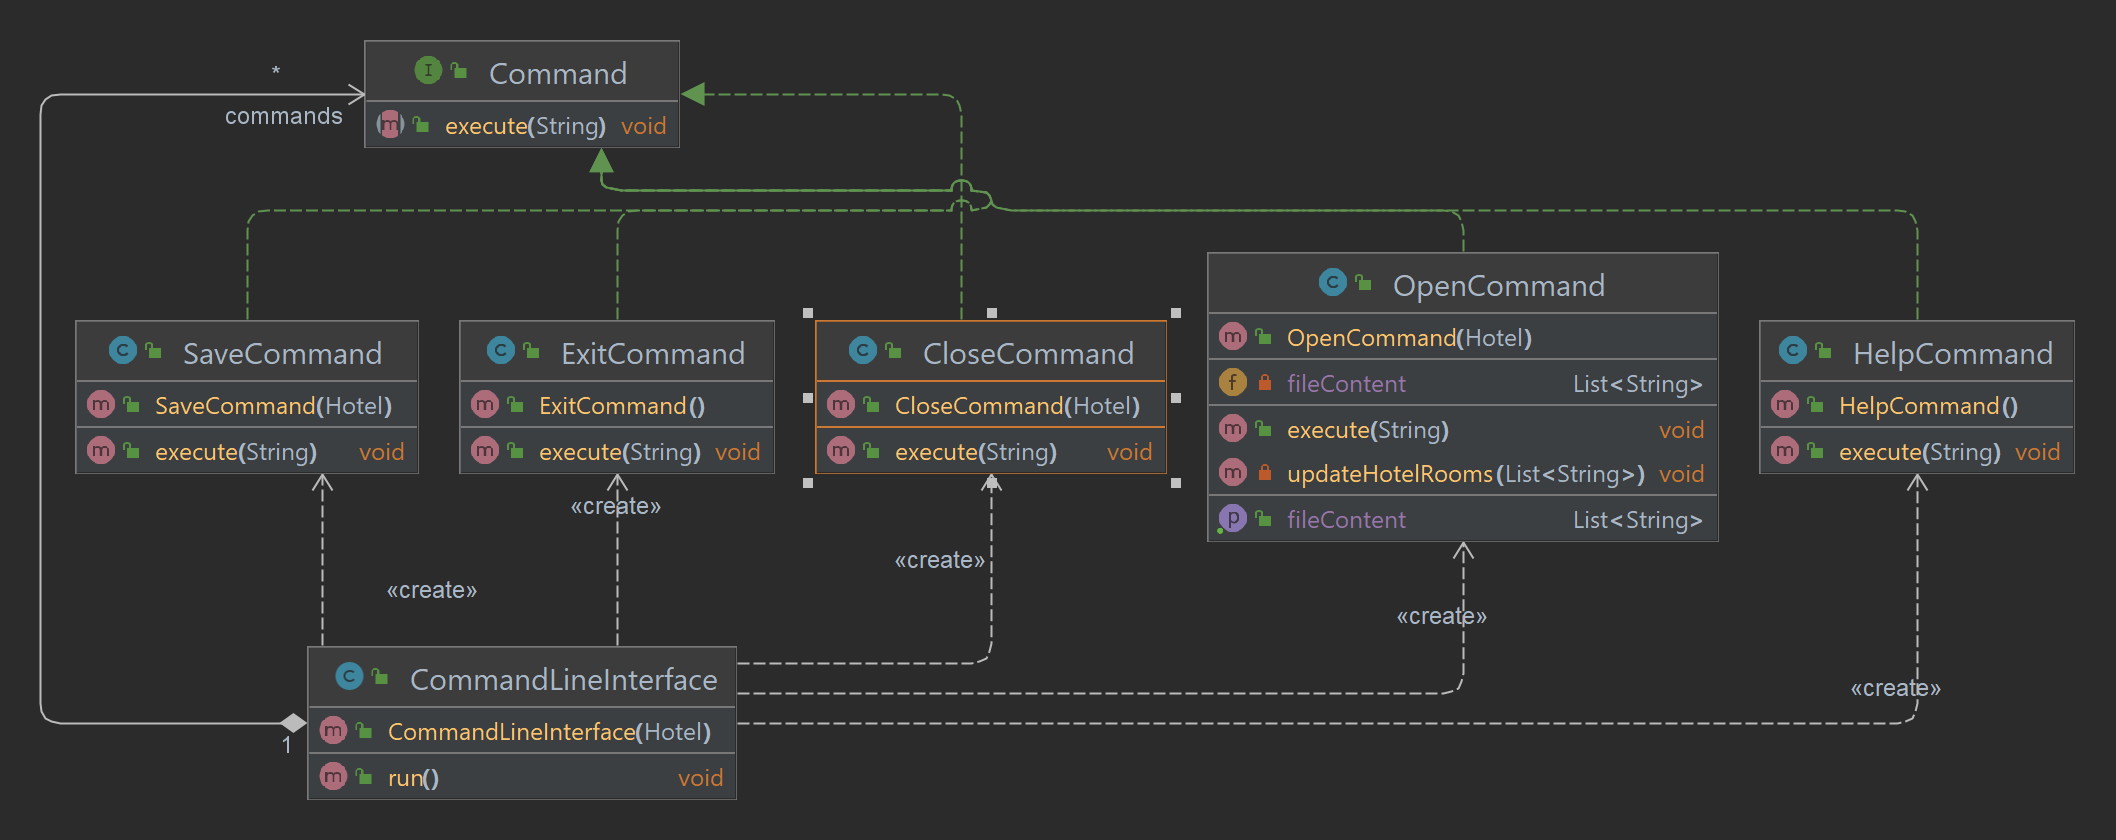 *
commands
I Command
m execute(String) void
C SaveCommand
m SaveCommand(Hotel)
m execute(String) void
C ExitCommand
m ExitCommand()
m execute(String) void
C CloseCommand
m CloseCommand(Hotel)
m execute(String) void
C OpenCommand
m OpenCommand(Hotel)
f fileContent List<String>
m execute(String) void
m updateHotelRooms(List<String>) void
p fileContent List<String>
C HelpCommand
m HelpCommand()
m execute(String) void
«create»
«create»
«create»
«create»
«create»
C CommandLineInterface
m CommandLineInterface(Hotel)
m run() void
1